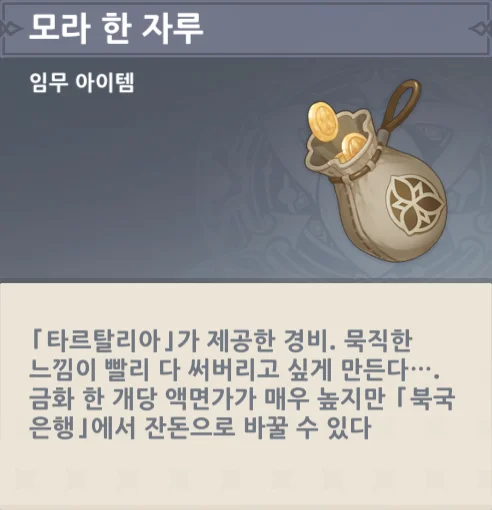 모라 한 자루
임무 아이템
「타르탈리아」가 제공한 경비. 묵직한
느낌이 빨리 다 써버리고 싶게 만든다….
금화 한 개당 액면가가 매우 높지만 「북국
은행」에서 잔돈으로 바꿀 수 있다